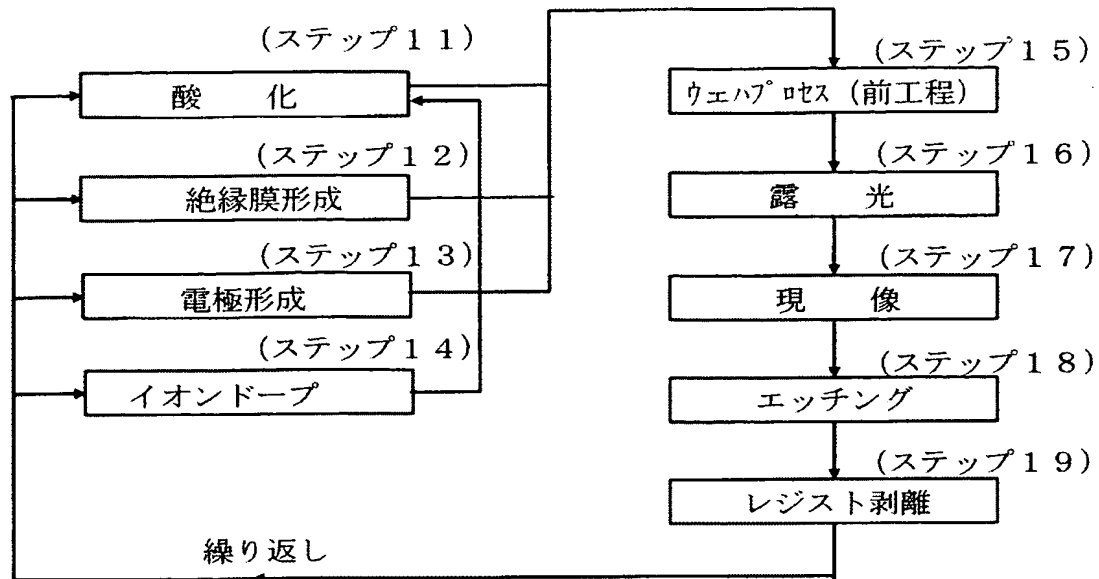 (ステップ11)
酸 化
(ステップ12)
絶縁膜形成
(ステップ13)
電極形成
(ステップ14)
イオンドープ
(ステップ15)
ウエハプロセス (前工程)
(ステップ16)
露 光
(ステップ17)
現 像
(ステップ18)
エッチング
(ステップ19)
レジスト剥離
繰り返し